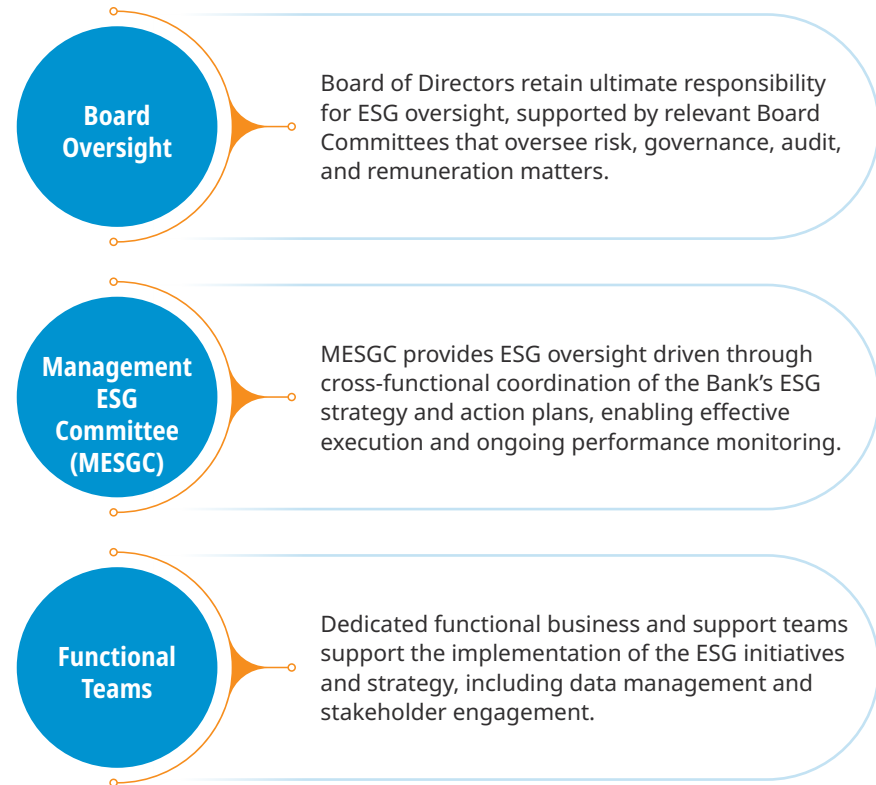 Board
Oversight
Board of Directors retain ultimate responsibility
for ESG oversight, supported by relevant Board
Committees that oversee risk, governance, audit,
and remuneration matters.
Management
ESG
Committee
(MESGC)
MESGC provides ESG oversight driven through
cross-functional coordination of the Bank’s ESG
strategy and action plans, enabling effective
execution and ongoing performance monitoring.
Functional
Teams
Dedicated functional business and support teams
support the implementation of the ESG initiatives
and strategy, including data management and
stakeholder engagement.